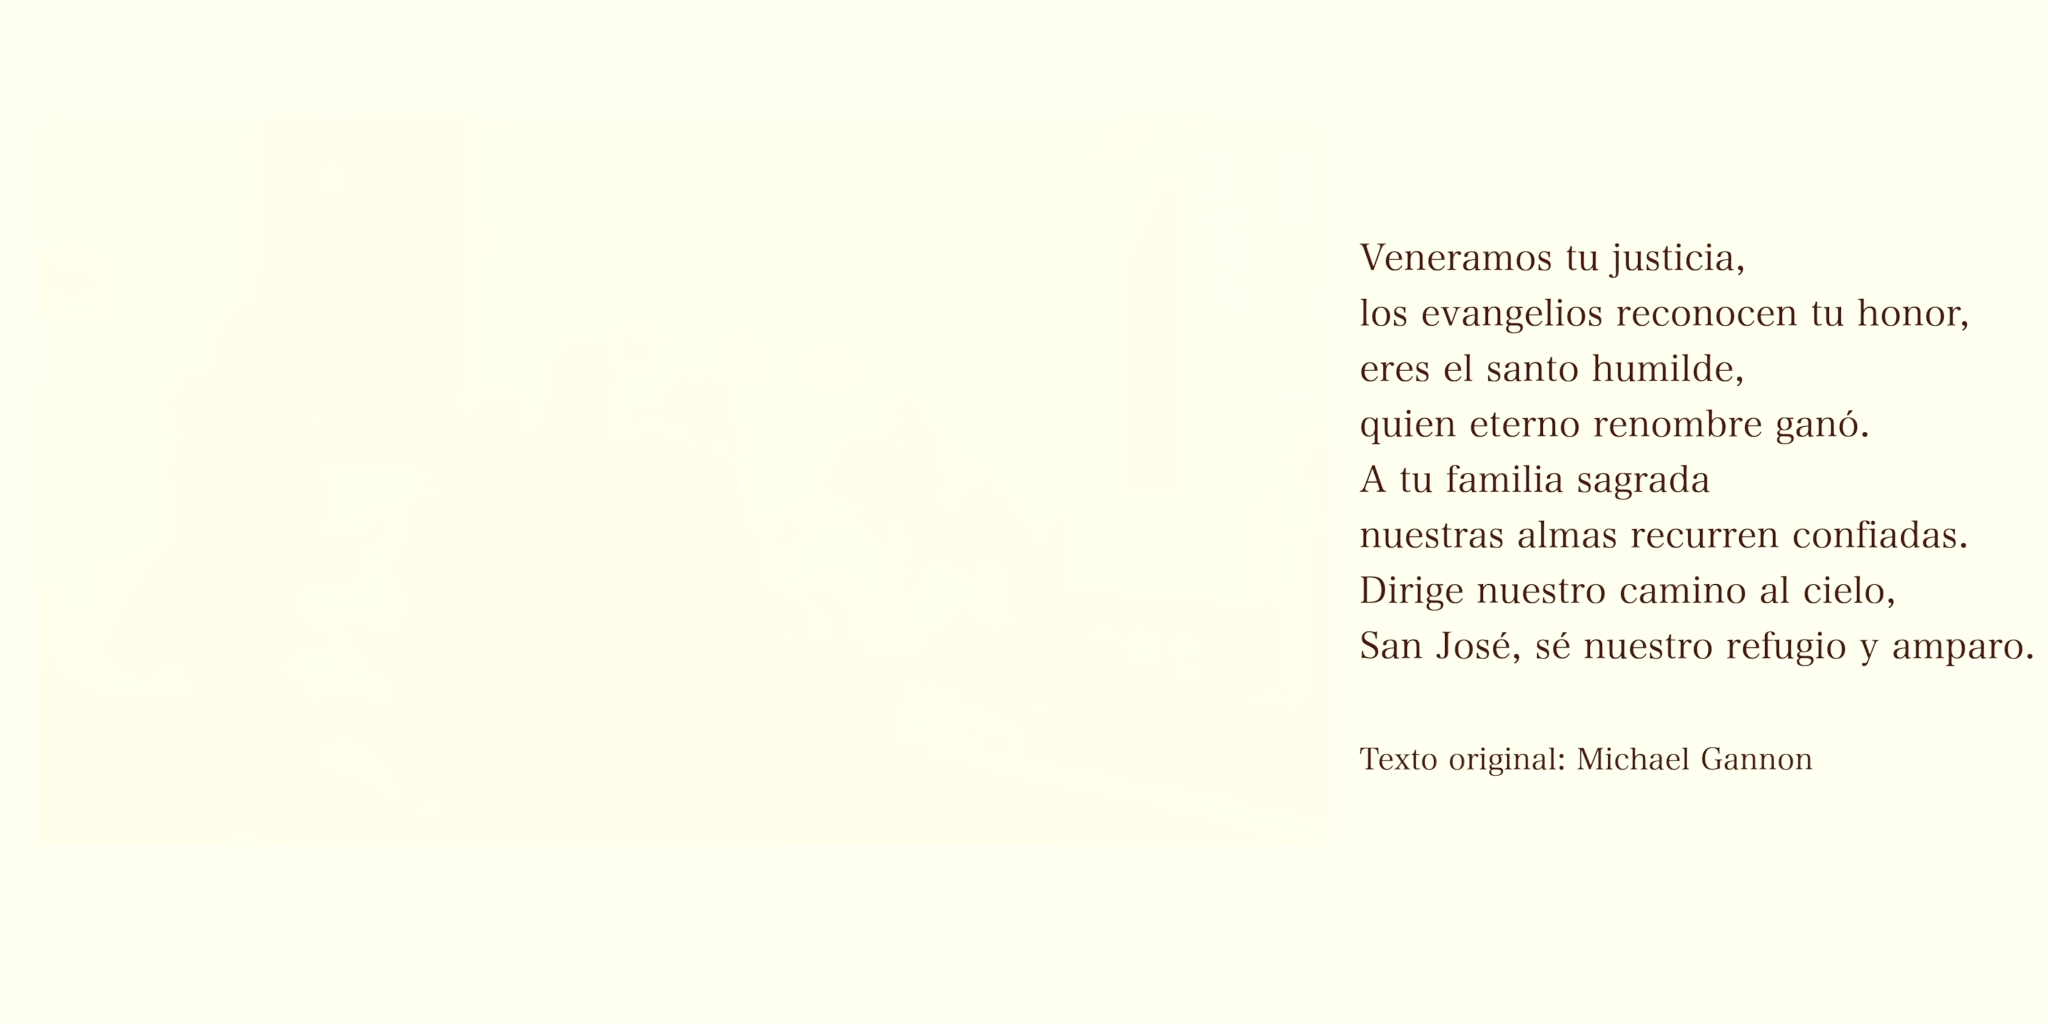 Veneramos tu justicia,
los evangelios reconocen tu honor,
eres el santo humilde,
quien eterno renombre ganó.
A tu familia sagrada
nuestras almas recurren confiadas.
Dirige nuestro camino al cielo,
San José, sé nuestro refugio y amparo.
Texto original: Michael Gannon